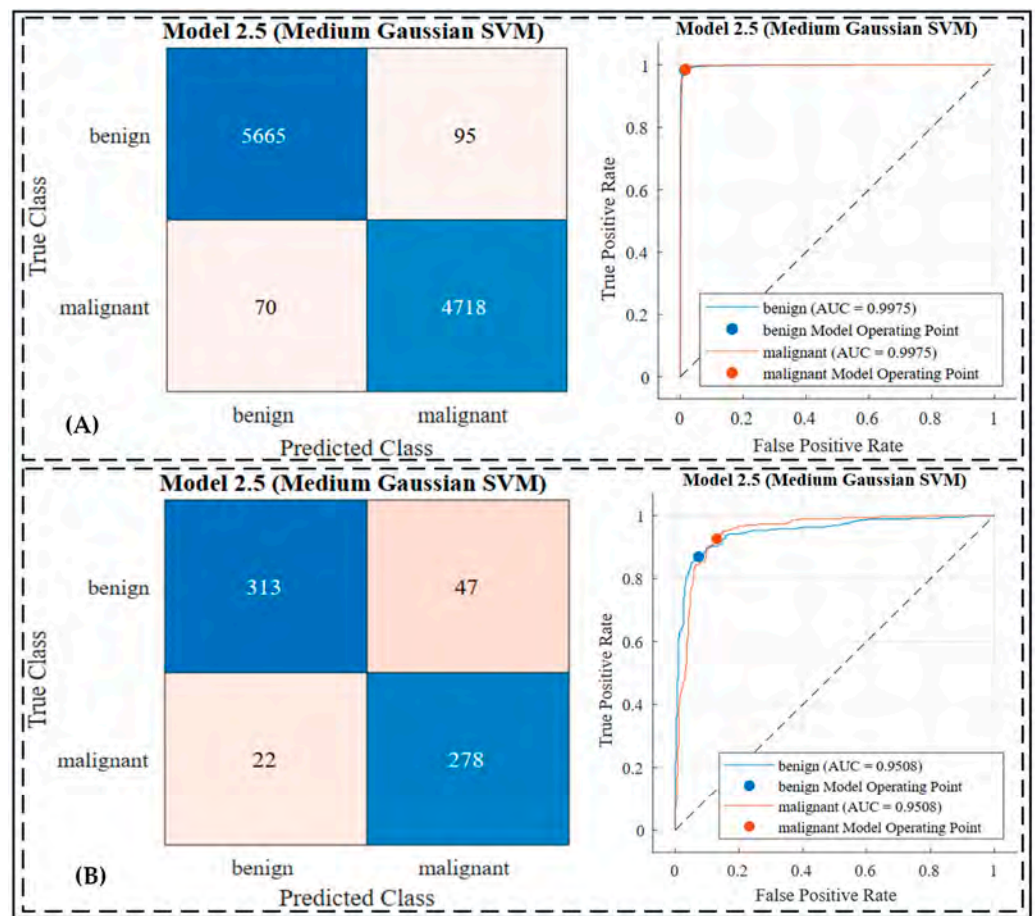 Model 2.5 (Medium Gaussian SVM)
True Class
benign
5665
95
malignant
70
4718
benign
malignant
Predicted Class
(A)
Model 2.5 (Medium Gaussian SVM)
True Positive Rate
1
0.8
0.6
0.4
0.2
0
benign (AUC = 0.9975)
benign Model Operating Point
malignant (AUC = 0.9975)
malignant Model Operating Point
0
0.2
0.4
0.6
0.8
1
False Positive Rate
Model 2.5 (Medium Gaussian SVM)
True Class
benign
313
47
malignant
22
278
benign
malignant
Predicted Class
(B)
Model 2.5 (Medium Gaussian SVM)
True Positive Rate
1
0.8
0.6
0.4
0.2
0
benign (AUC = 0.9508)
benign Model Operating Point
malignant (AUC = 0.9508)
malignant Model Operating Point
0
0.2
0.4
0.6
0.8
1
False Positive Rate